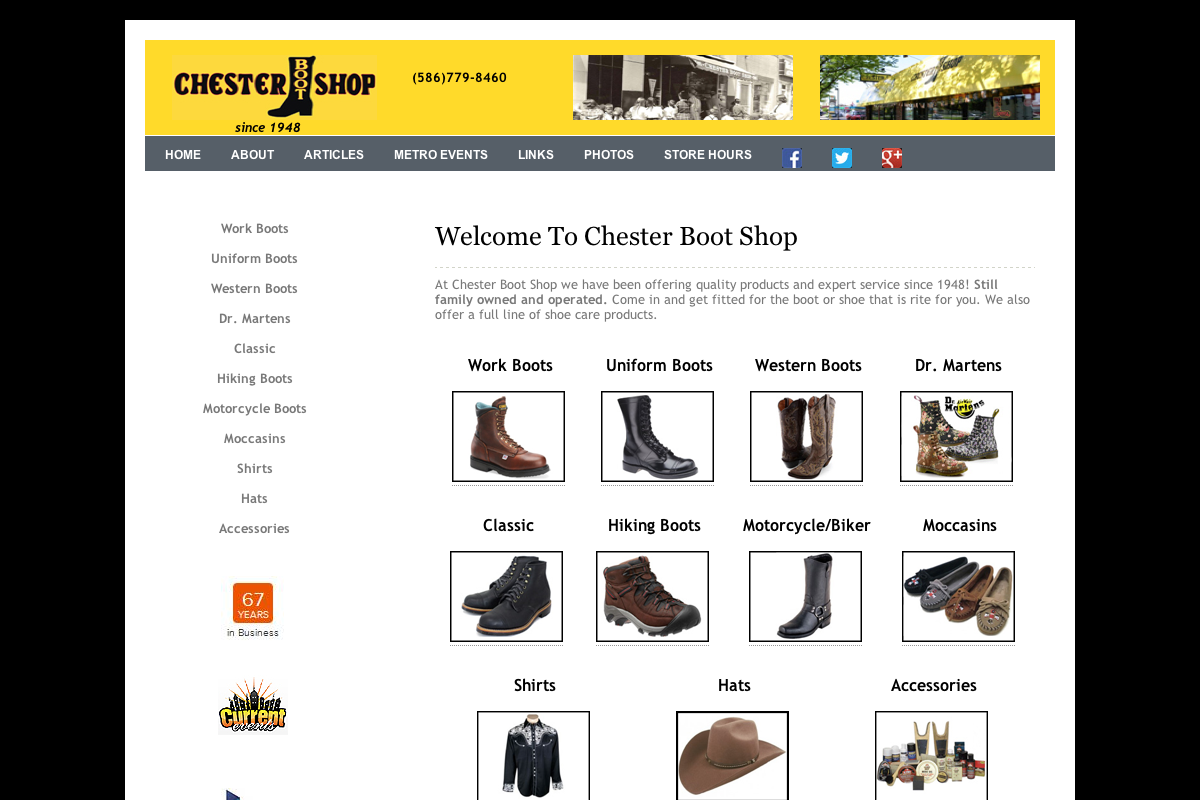 CHESTER BOOT SHOP
since 1948
(586)779-8460
HOME ABOUT ARTICLES METRO EVENTS LINKS PHOTOS STORE HOURS
Work Boots
Uniform Boots
Western Boots
Dr. Martens
Classic
Hiking Boots
Motorcycle Boots
Moccasins
Shirts
Hats
Accessories
67
YEARS
in Business
Current
events
Welcome To Chester Boot Shop
At Chester Boot Shop we have been offering quality products and expert service since 1948! Still
family owned and operated. Come in and get fitted for the boot or shoe that is rite for you. We also
offer a full line of shoe care products.
Work Boots Uniform Boots Western Boots Dr. Martens
Dr.
Martens
Classic Hiking Boots Motorcycle/Biker Moccasins
Shirts Hats Accessories